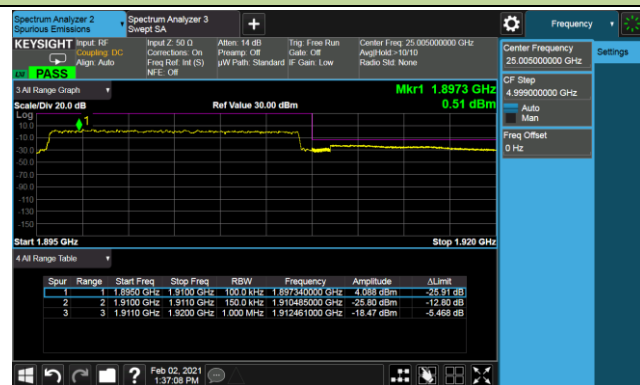 Spectrum Analyzer 2
Spurious Emissions
Spectrum Analyzer 3
Swept SA
Frequency
KEYSIGHT
Input: RF
Coupling: DC
Align: Auto
Input Z: 50 Ω
Corrections: On
Freq Ref: Int (S)
NFE: Off
Atten: 14 dB
Preamp: Off
µW Path: Standard
Trig: Free Run
Gate: Off
IF Gain: Low
Center Freq: 25.005000000 GHz
Avg|Hold:>10/10
Radio Std: None
PASS
Center Frequency
25.005000000 GHz
Settings
CF Step
4.999000000 GHz
Auto
Man
Freq Offset
0 Hz
3 All Range Graph
Mkr1 1.8973 GHz
Scale/Div 20.0 dB
Ref Value 30.00 dBm
0.51 dBm
Log
10.0
-10.0
-30.0
-50.0
-70.0
-90.0
-110
-130
-150
1
Start 1.895 GHz
Stop 1.920 GHz
4 All Range Table
Spur Range Start Freq Stop Freq RBW Frequency Amplitude ΔLimit
1 1 1.8950 GHz 1.9100 GHz 100.0 kHz 1.897340000 GHz 4.088 dBm -25.91 dB
2 2 1.9100 GHz 1.9110 GHz 150.0 kHz 1.910485000 GHz -25.80 dBm -12.80 dB
3 3 1.9110 GHz 1.9200 GHz 1.000 MHz 1.912461000 GHz -18.47 dBm -5.468 dB
Feb 02, 2021
1:37:08 PM